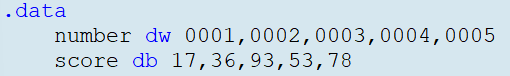 .data
number dw 0001,0002,0003,0004,0005
score db 17,36,93,53,78